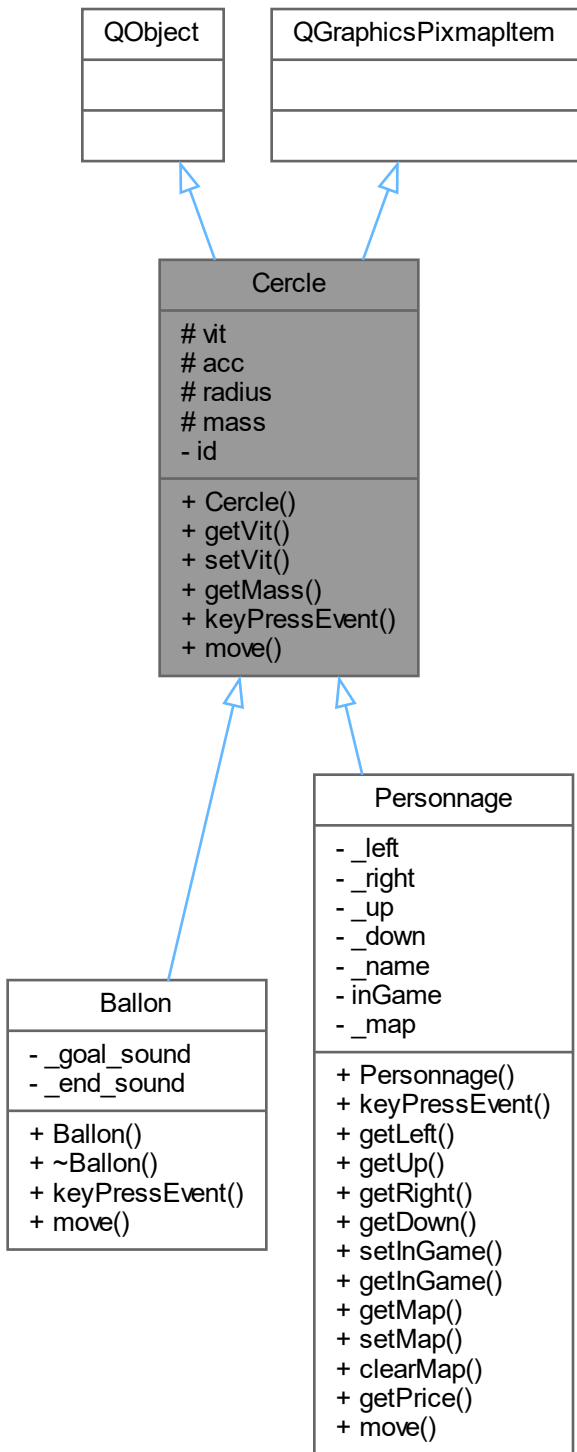 QObject
QGraphicsPixmapItem
Cercle
# vit
# acc
# radius
# mass
- id
+ Cercle()
+ getVit()
+ setVit()
+ getMass()
+ keyPressEvent()
+ move()
Ballon
- _goal_sound
- _end_sound
+ Ballon()
+ ~Ballon()
+ keyPressEvent()
+ move()
Personnage
- _left
- _right
- _up
- _down
- _name
- inGame
- _map
+ Personnage()
+ keyPressEvent()
+ getLeft()
+ getUp()
+ getRight()
+ getDown()
+ setInGame()
+ getInGame()
+ getMap()
+ setMap()
+ clearMap()
+ getPrice()
+ move()